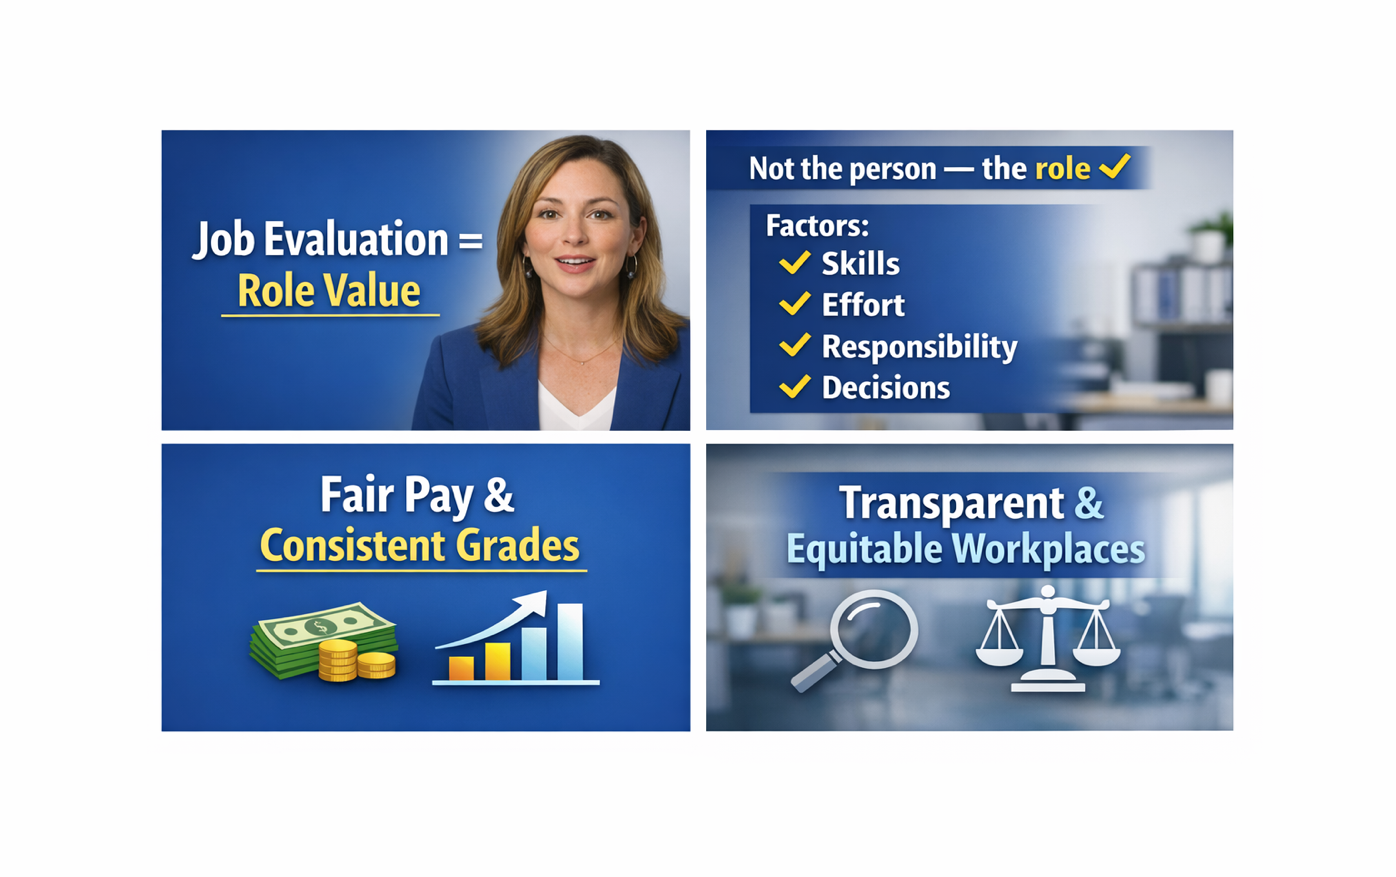 Job Evaluation =
Role Value
Not the person — the role ✓
Factors:
✓ Skills
✓ Effort
✓ Responsibility
✓ Decisions
Fair Pay &
Consistent Grades
$
Transparent &
Equitable Workplaces